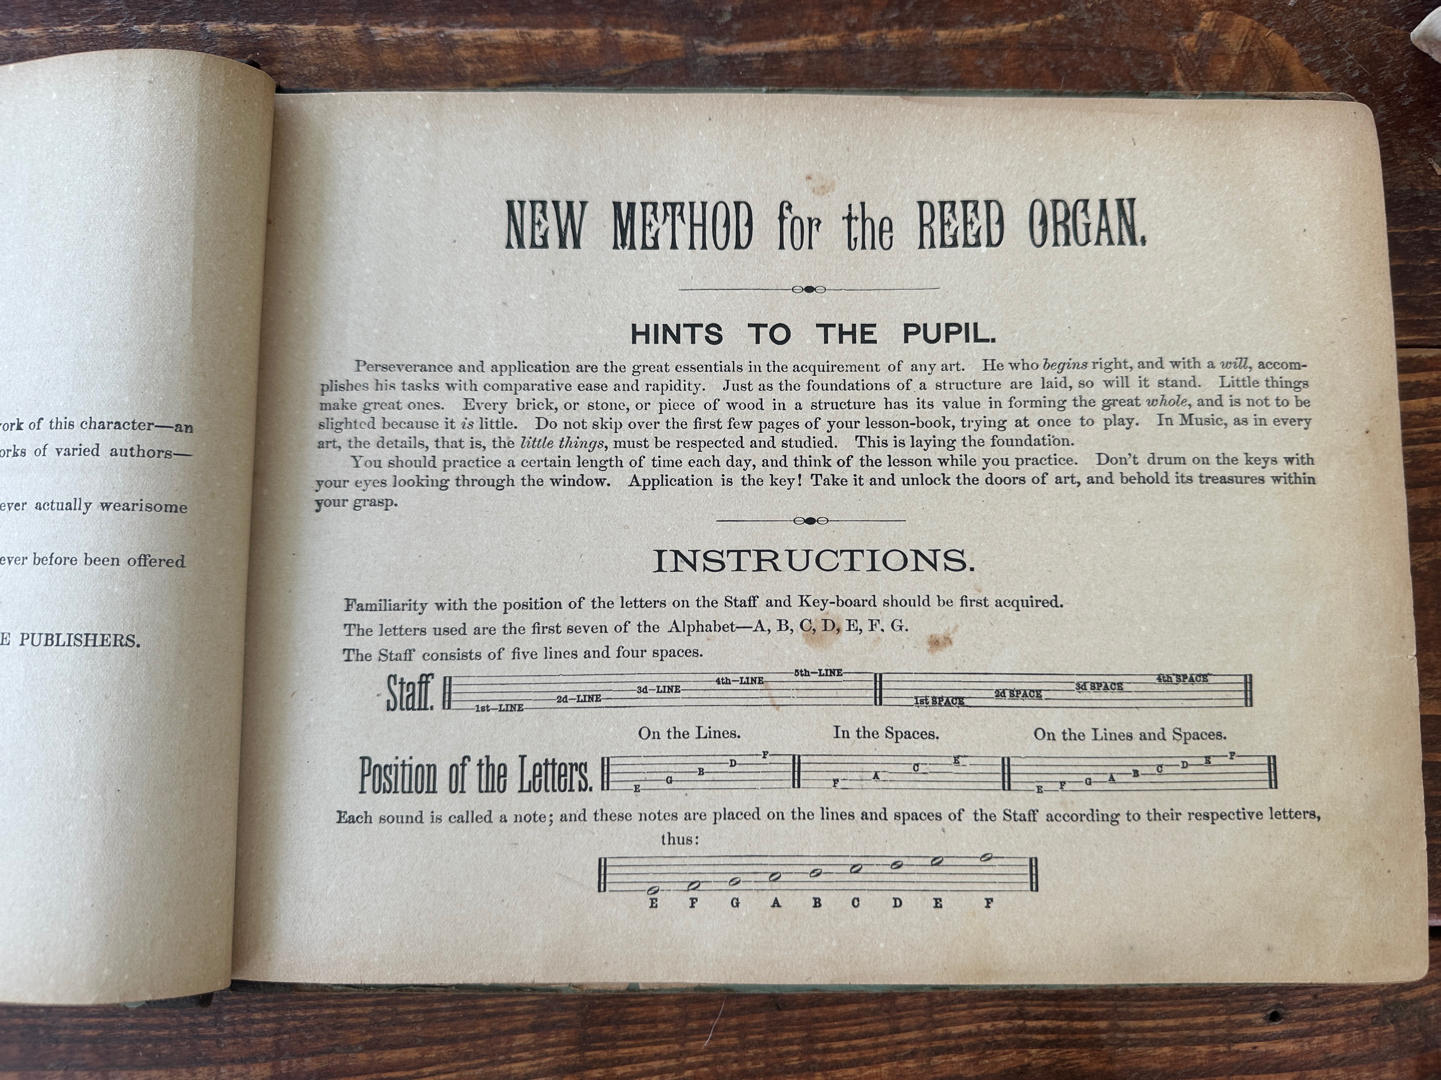 ork of this character—an
orks of varied authors—
ever actually wearisome
ever before been offered
E PUBLISHERS.
NEW METHOD for the REED ORGAN.
HINTS TO THE PUPIL.
Perseverance and application are the great essentials in the acquirement of any art. He who begins right, and with a will, accom-
plishes his tasks with comparative ease and rapidity. Just as the foundations of a structure are laid, so will it stand. Little things
make great ones. Every brick, or stone, or piece of wood in a structure has its value in forming the great whole, and is not to be
slighted because it is little. Do not skip over the first few pages of your lesson-book, trying at once to play. In Music, as in every
art, the details, that is, the little things, must be respected and studied. This is laying the foundation.
You should practice a certain length of time each day, and think of the lesson while you practice. Don't drum on the keys with
your eyes looking through the window. Application is the key! Take it and unlock the doors of art, and behold its treasures within
your grasp.
INSTRUCTIONS.
Familiarity with the position of the letters on the Staff and Key-board should be first acquired.
The letters used are the first seven of the Alphabet—A, B, C, D, E, F, G.
The Staff consists of five lines and four spaces.
Staff. 1st—LINE 2d—LINE 3d—LINE 4th—LINE 5th—LINE 1st SPACE 2d SPACE 3d SPACE 4th SPACE
On the Lines. In the Spaces. On the Lines and Spaces.
Position of the Letters. E G B D F F A C E E F G A B C D E F
Each sound is called a note; and these notes are placed on the lines and spaces of the Staff according to their respective letters,
thus:
E F G A B C D E F